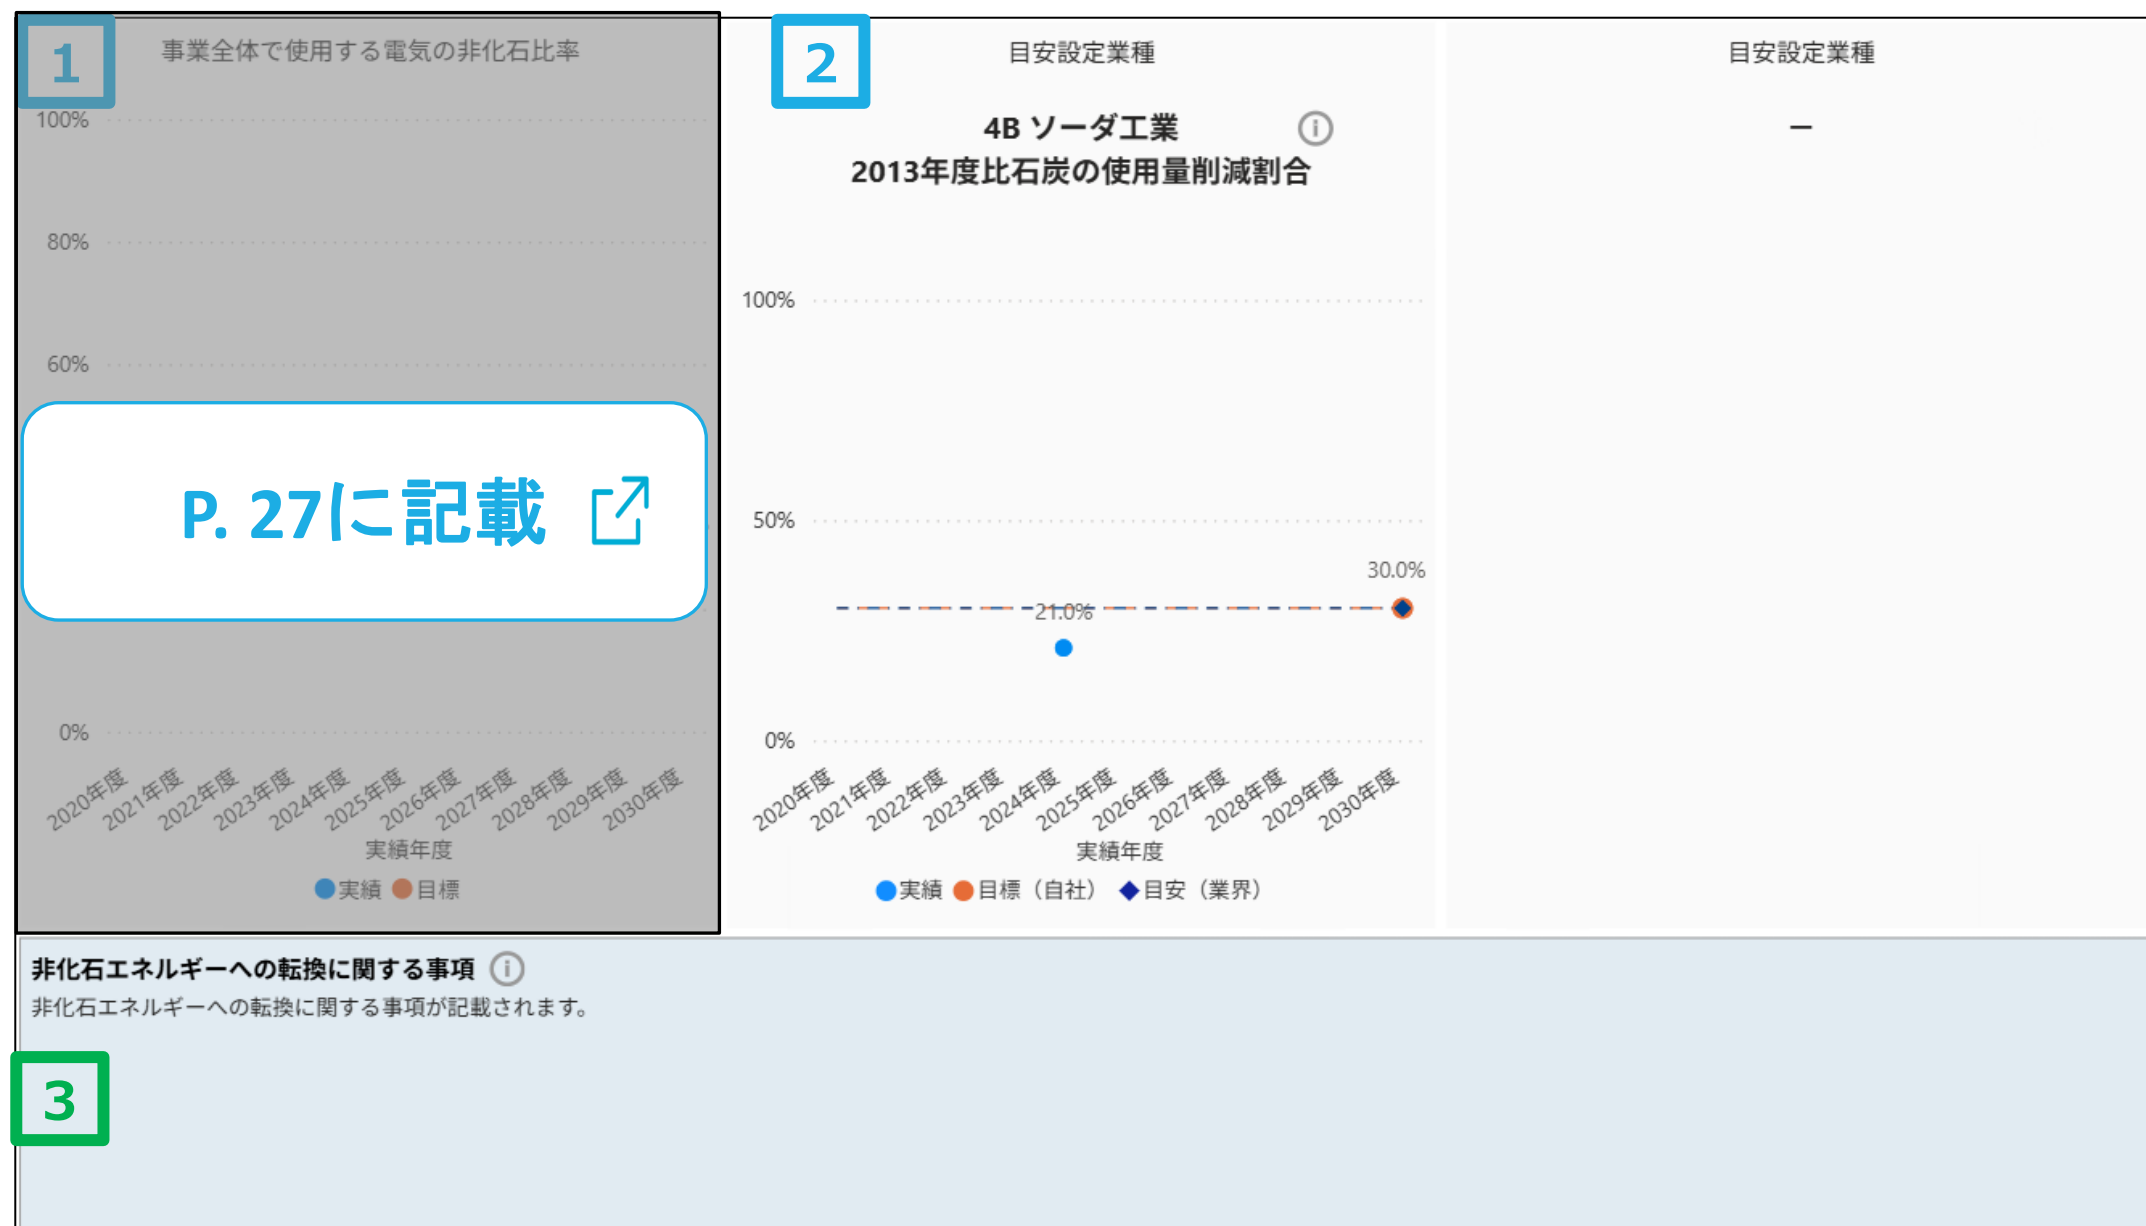 1
事業全体で使用する電気の非化石比率
100%
80%
60%
P. 27に記載
0%
2020年度
2021年度
2022年度
2023年度
2024年度
2025年度
2026年度
2027年度
2028年度
2029年度
2030年度
実績年度
実績 目標
2
目安設定業種
4B ソーダ工業
2013年度比石炭の使用量削減割合
100%
50%
30.0%
21.0%
0%
2020年度
2021年度
2022年度
2023年度
2024年度
2025年度
2026年度
2027年度
2028年度
2029年度
2030年度
実績年度
実績 目標（自社） 目安（業界）
目安設定業種
ー
非化石エネルギーへの転換に関する事項
非化石エネルギーへの転換に関する事項が記載されます。
3